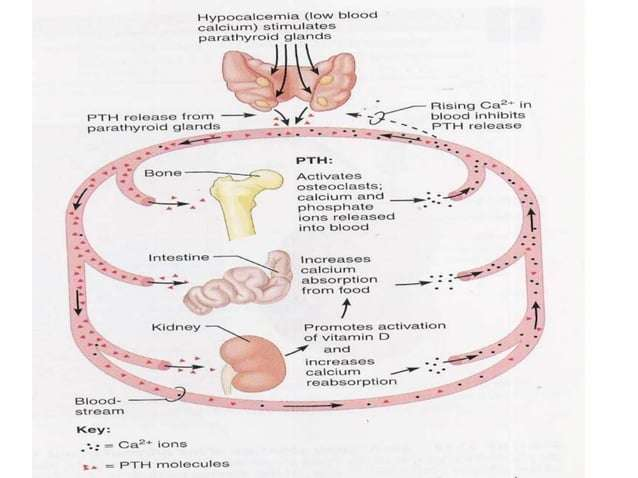 Hypocalcemia (low blood
calcium) stimulates
parathyroid glands
PTH release from
parathyroid glands
Rising Ca2+ in
blood inhibits
PTH release
PTH:
Bone
Activates
osteoclasts;
calcium and
phosphate
ions released
into blood
Intestine
Increases
calcium
absorption
from food
Kidney
Promotes activation
of vitamin D
and
increases
calcium
reabsorption
Blood-
stream
Key:
= Ca2+ ions
= PTH molecules